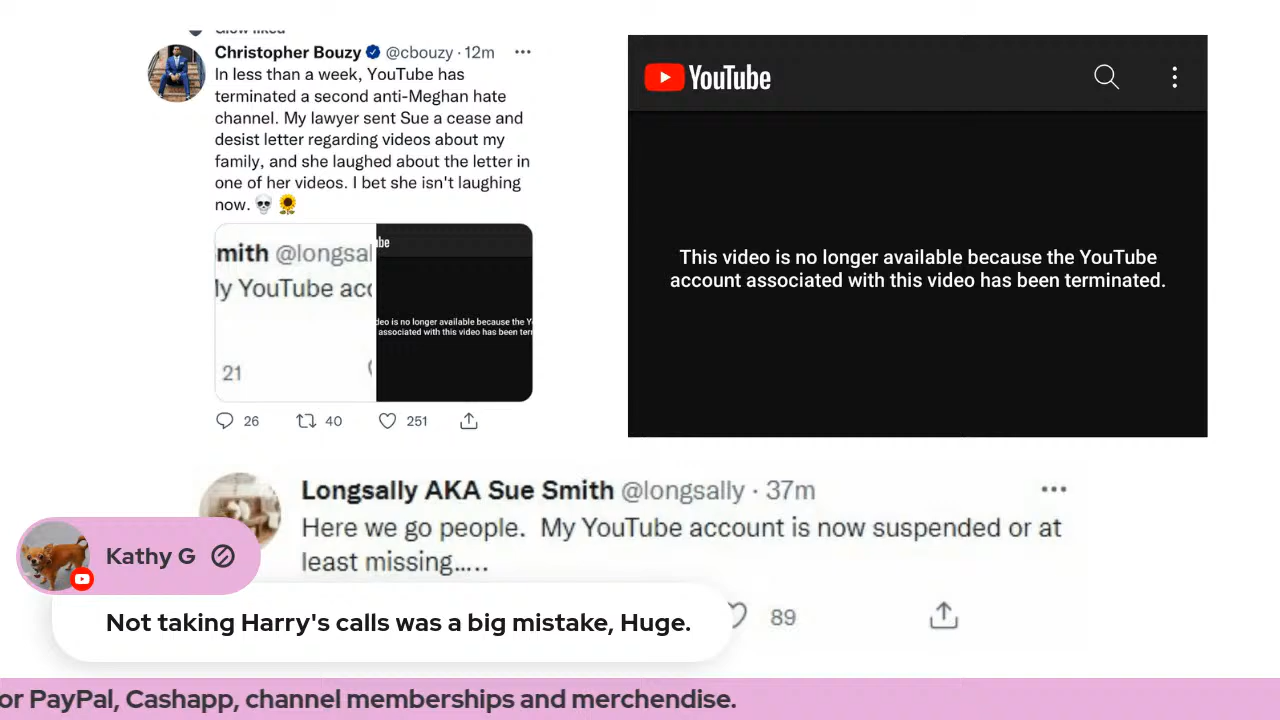 Glow liked
Christopher Bouzy @cbouzy · 12m
In less than a week, YouTube has
terminated a second anti-Meghan hate
channel. My lawyer sent Sue a cease and
desist letter regarding videos about my
family, and she laughed about the letter in
one of her videos. I bet she isn't laughing
now. 💀 🌻
mith @longsal
ly YouTube acc
21
be
deo is no longer available because the Y
associated with this video has been ter
26 40 251
YouTube
This video is no longer available because the YouTube
account associated with this video has been terminated.
Longsally AKA Sue Smith @longsally · 37m
Here we go people.  My YouTube account is now suspended or at
least missing.....
89
Kathy G
Not taking Harry's calls was a big mistake, Huge.
or PayPal, Cashapp, channel memberships and merchendise.